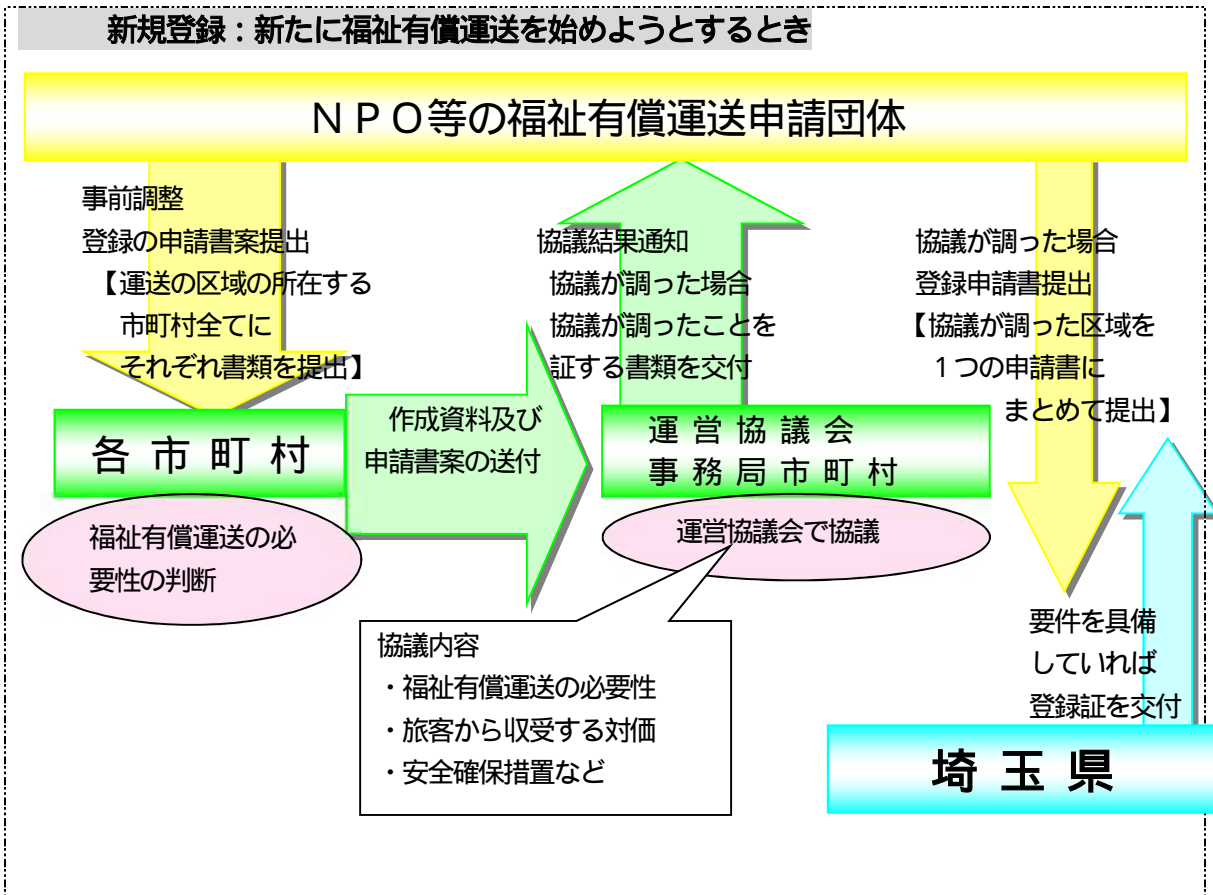 新規登録：新たに福祉有償運送を始めようとするとき
ＮＰＯ等の福祉有償運送申請団体
事前調整
登録の申請書案提出
【運送の区域の所在する
市町村全てに
それぞれ書類を提出】
協議結果通知
協議が調った場合
協議が調ったことを
証する書類を交付
協議が調った場合
登録申請書提出
【協議が調った区域を
１つの申請書に
まとめて提出】
各市町村
作成資料及び
申請書案の送付
運営協議会
事務局市町村
福祉有償運送の必
要性の判断
運営協議会で協議
協議内容
・福祉有償運送の必要性
・旅客から収受する対価
・安全確保措置など
要件を具備
していれば
登録証を交付
埼玉県